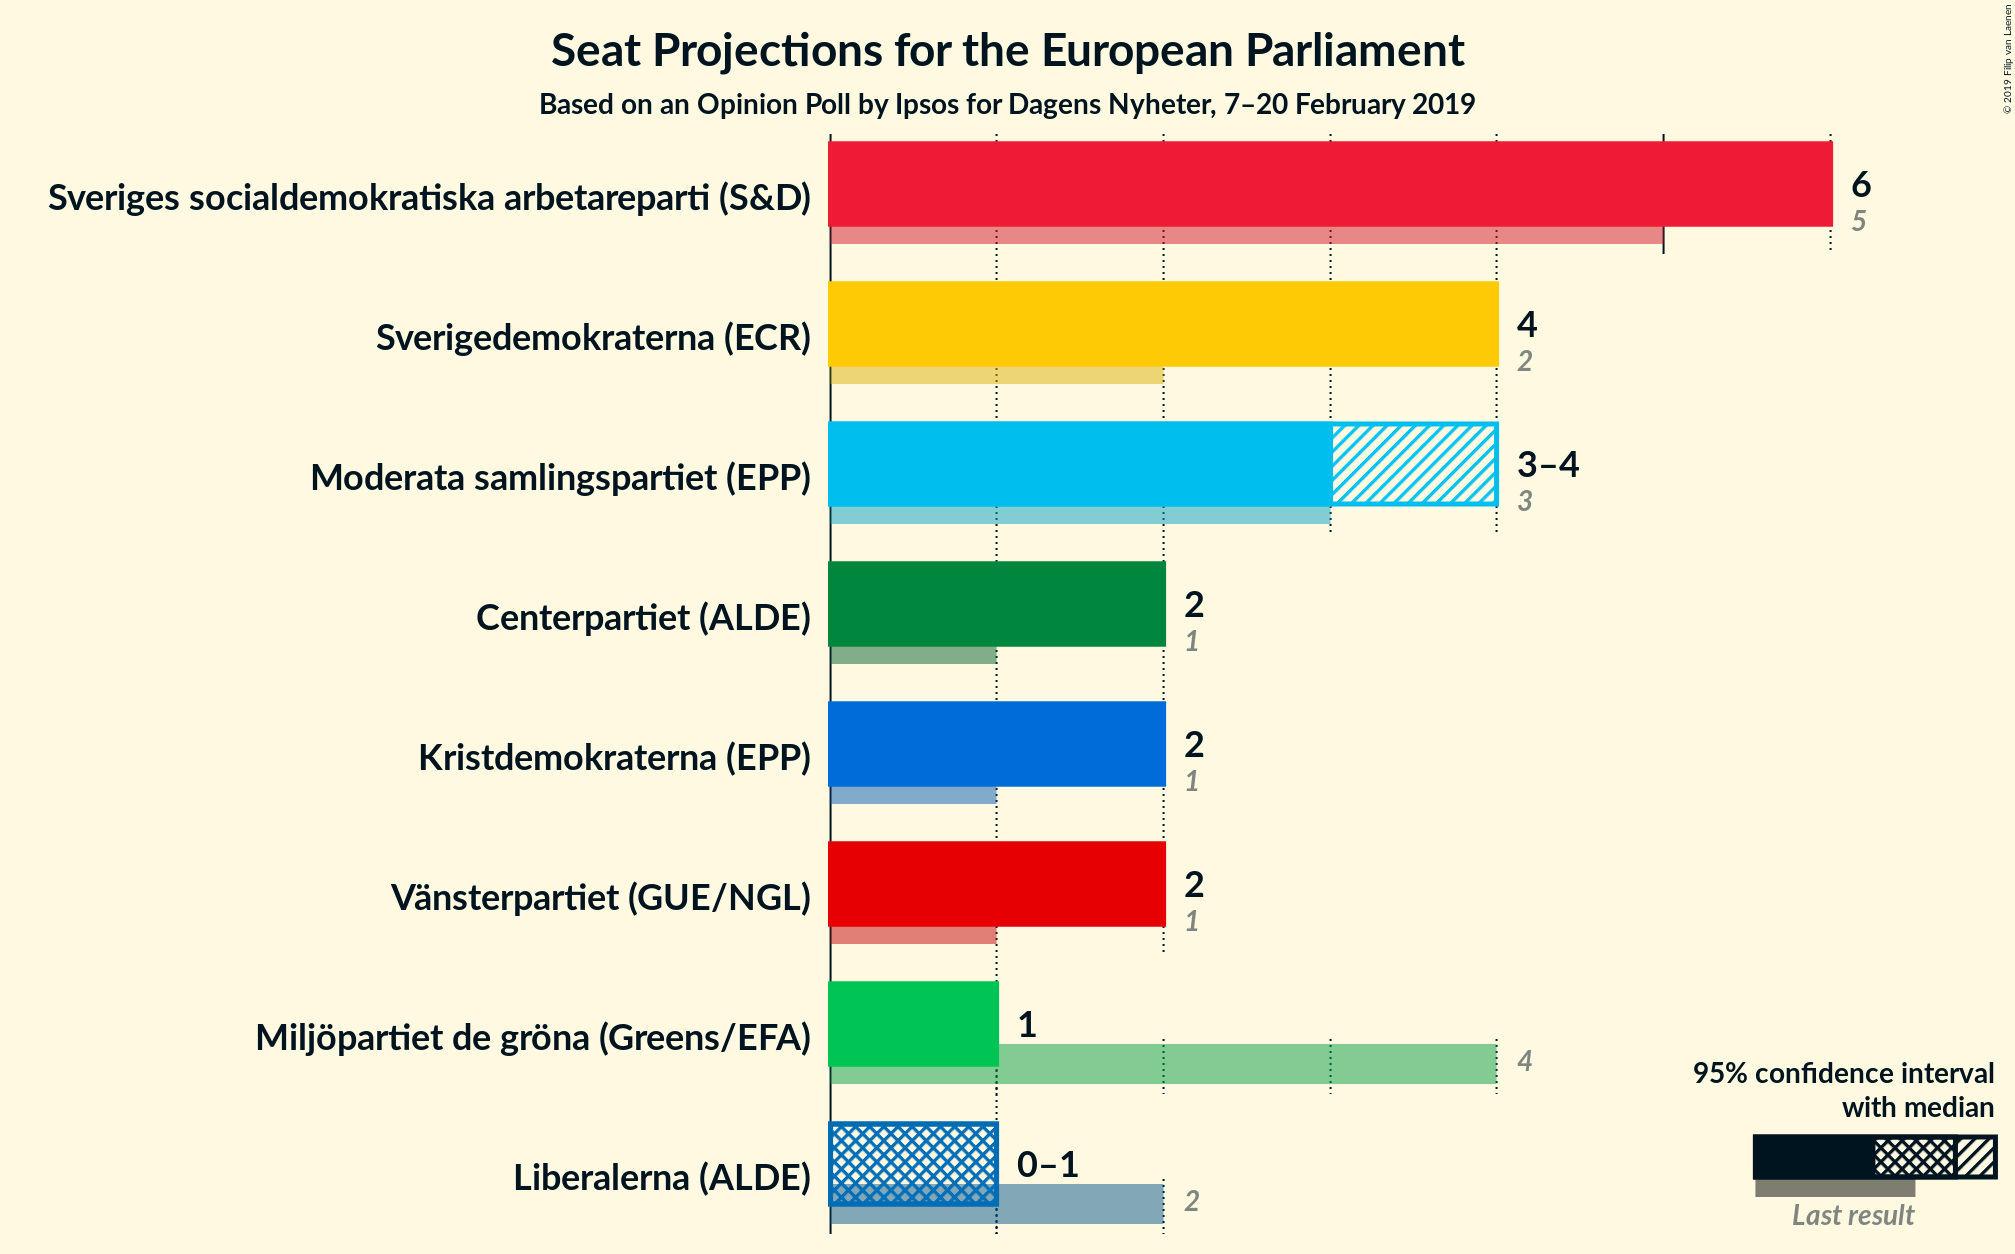 Seat Projections for the European Parliament
Based on an Opinion Poll by Ipsos for Dagens Nyheter, 7–20 February 2019
© 2019 Filip van Laenen
Sveriges socialdemokratiska arbetareparti (S&D)
6
5
Sverigedemokraterna (ECR)
4
2
Moderata samlingspartiet (EPP)
3–4
3
Centerpartiet (ALDE)
2
1
Kristdemokraterna (EPP)
2
1
Vänsterpartiet (GUE/NGL)
2
1
Miljöpartiet de gröna (Greens/EFA)
1
4
Liberalerna (ALDE)
0–1
2
95% confidence interval
with median
Last result